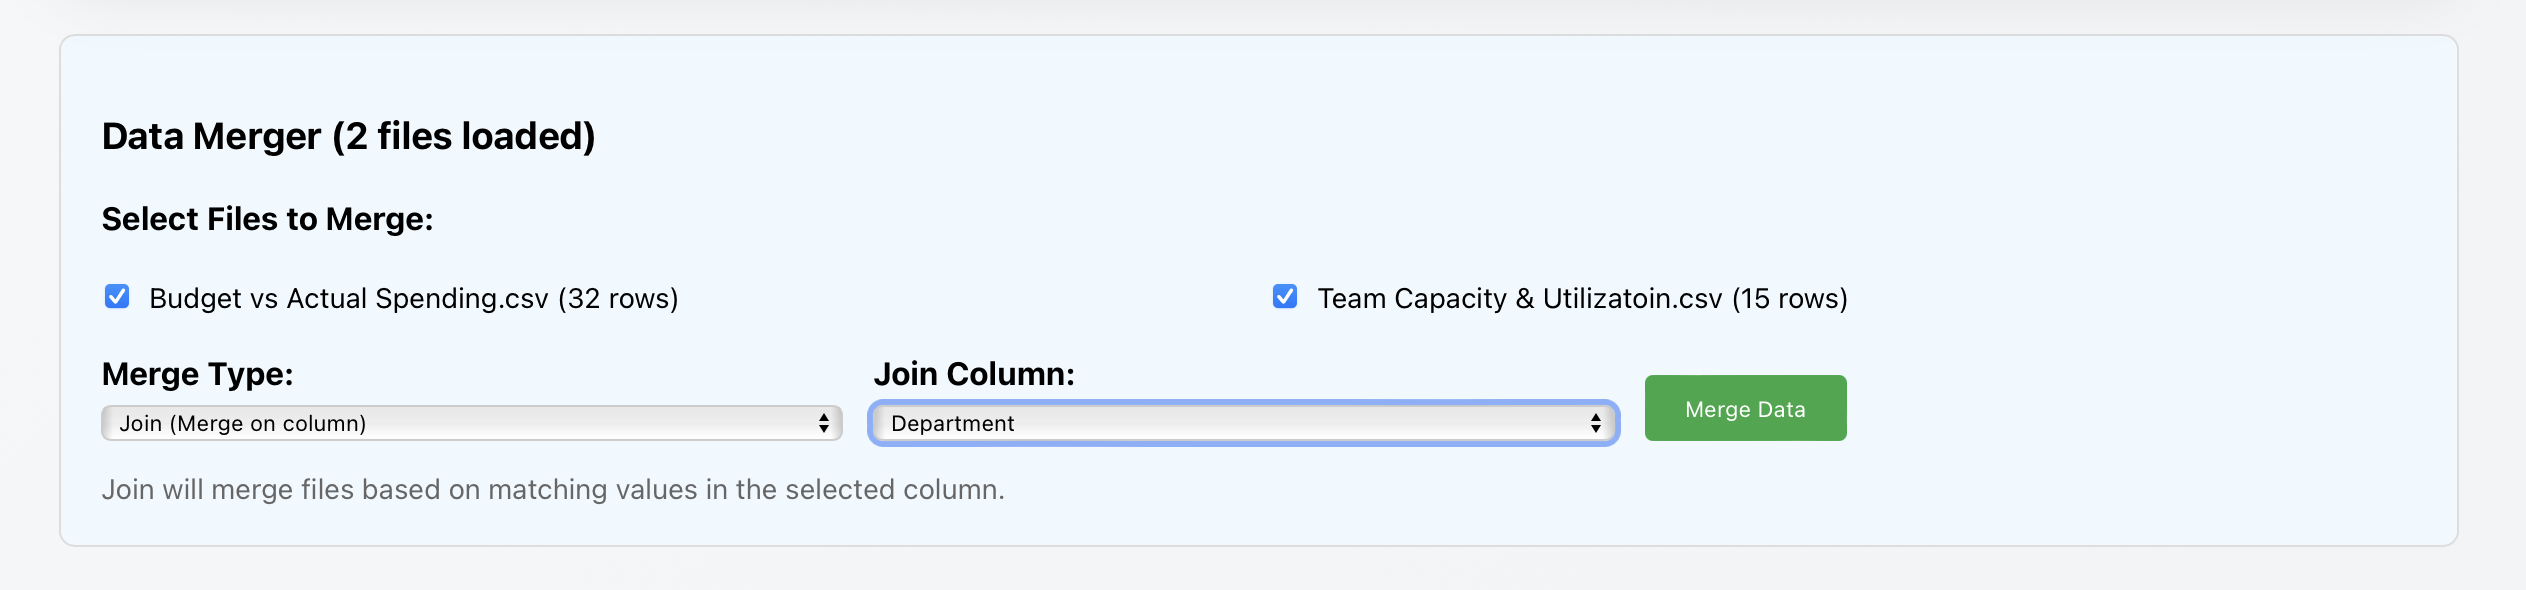 Data Merger (2 files loaded)
Select Files to Merge:
Budget vs Actual Spending.csv (32 rows)
Team Capacity & Utilizatoin.csv (15 rows)
Merge Type:
Join Column:
Join (Merge on column)
Department
Merge Data
Join will merge files based on matching values in the selected column.